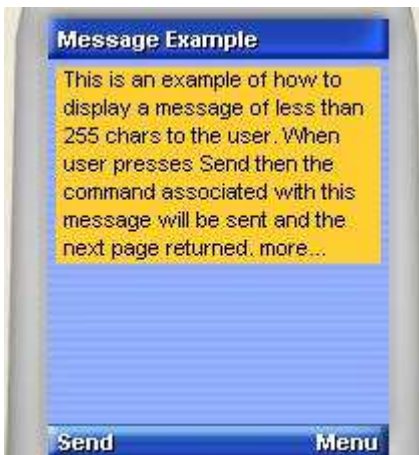 Message Example
This is an example of how to
display a message of less than
255 chars to the user. When
user presses Send then the
command associated with this
message will be sent and the
next page returned. more...
Send Menu